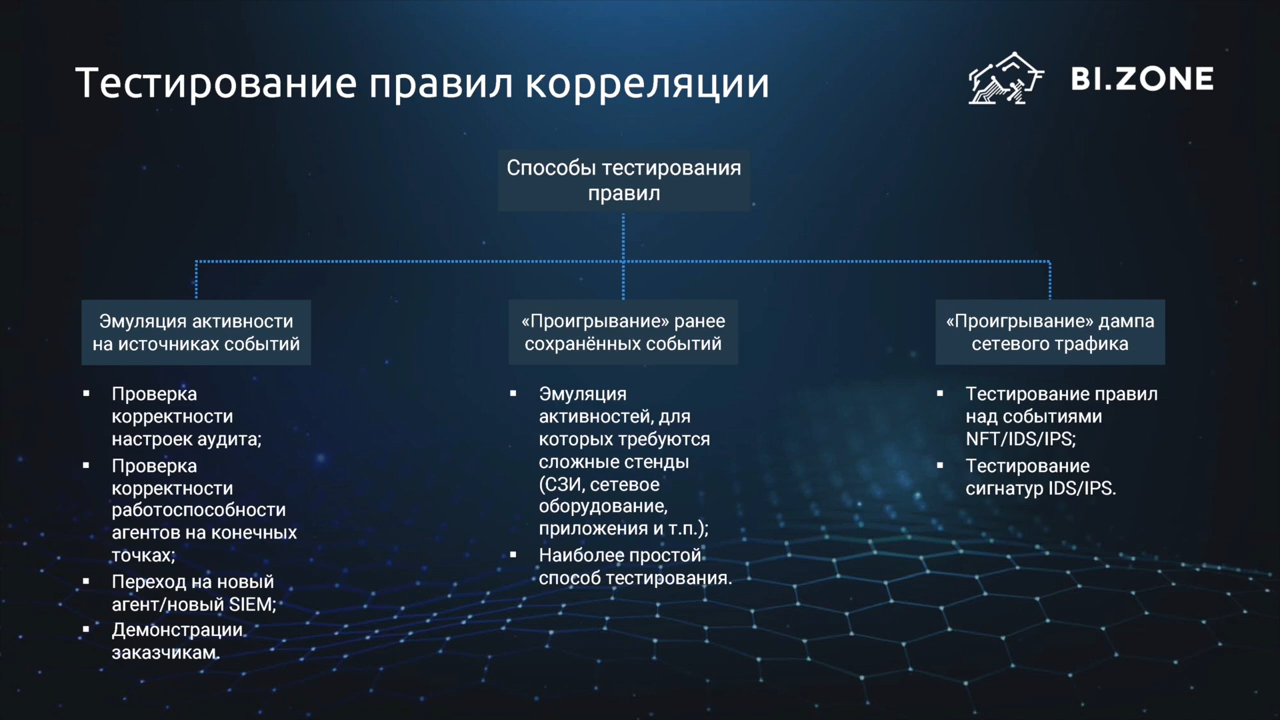 Тестирование правил корреляции
BI.ZONE
Способы тестирования
правил
Эмуляция активности
на источниках событий
▪ Проверка
корректности
настроек аудита;
▪ Проверка
корректности
работоспособности
агентов на конечных
точках;
▪ Переход на новый
агент/новый SIEM;
▪ Демонстрации
заказчикам.
«Проигрывание» ранее
сохранённых событий
▪ Эмуляция
активностей, для
которых требуются
сложные стенды
(СЗИ, сетевое
оборудование,
приложения и т.п.);
▪ Наиболее простой
способ тестирования.
«Проигрывание» дампа
сетевого трафика
▪ Тестирование правил
над событиями
NFT/IDS/IPS;
▪ Тестирование
сигнатур IDS/IPS.